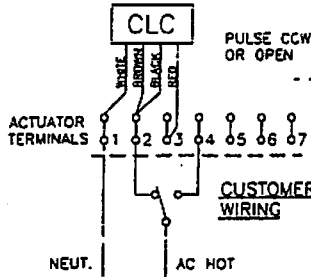 CLC
WHITE
BROWN
BLACK
RED
PULSE CCW
OR OPEN
ACTUATOR
TERMINALS
1 2 3 4 5 6 7
CUSTOMER
WIRING
NEUT.
AC HOT